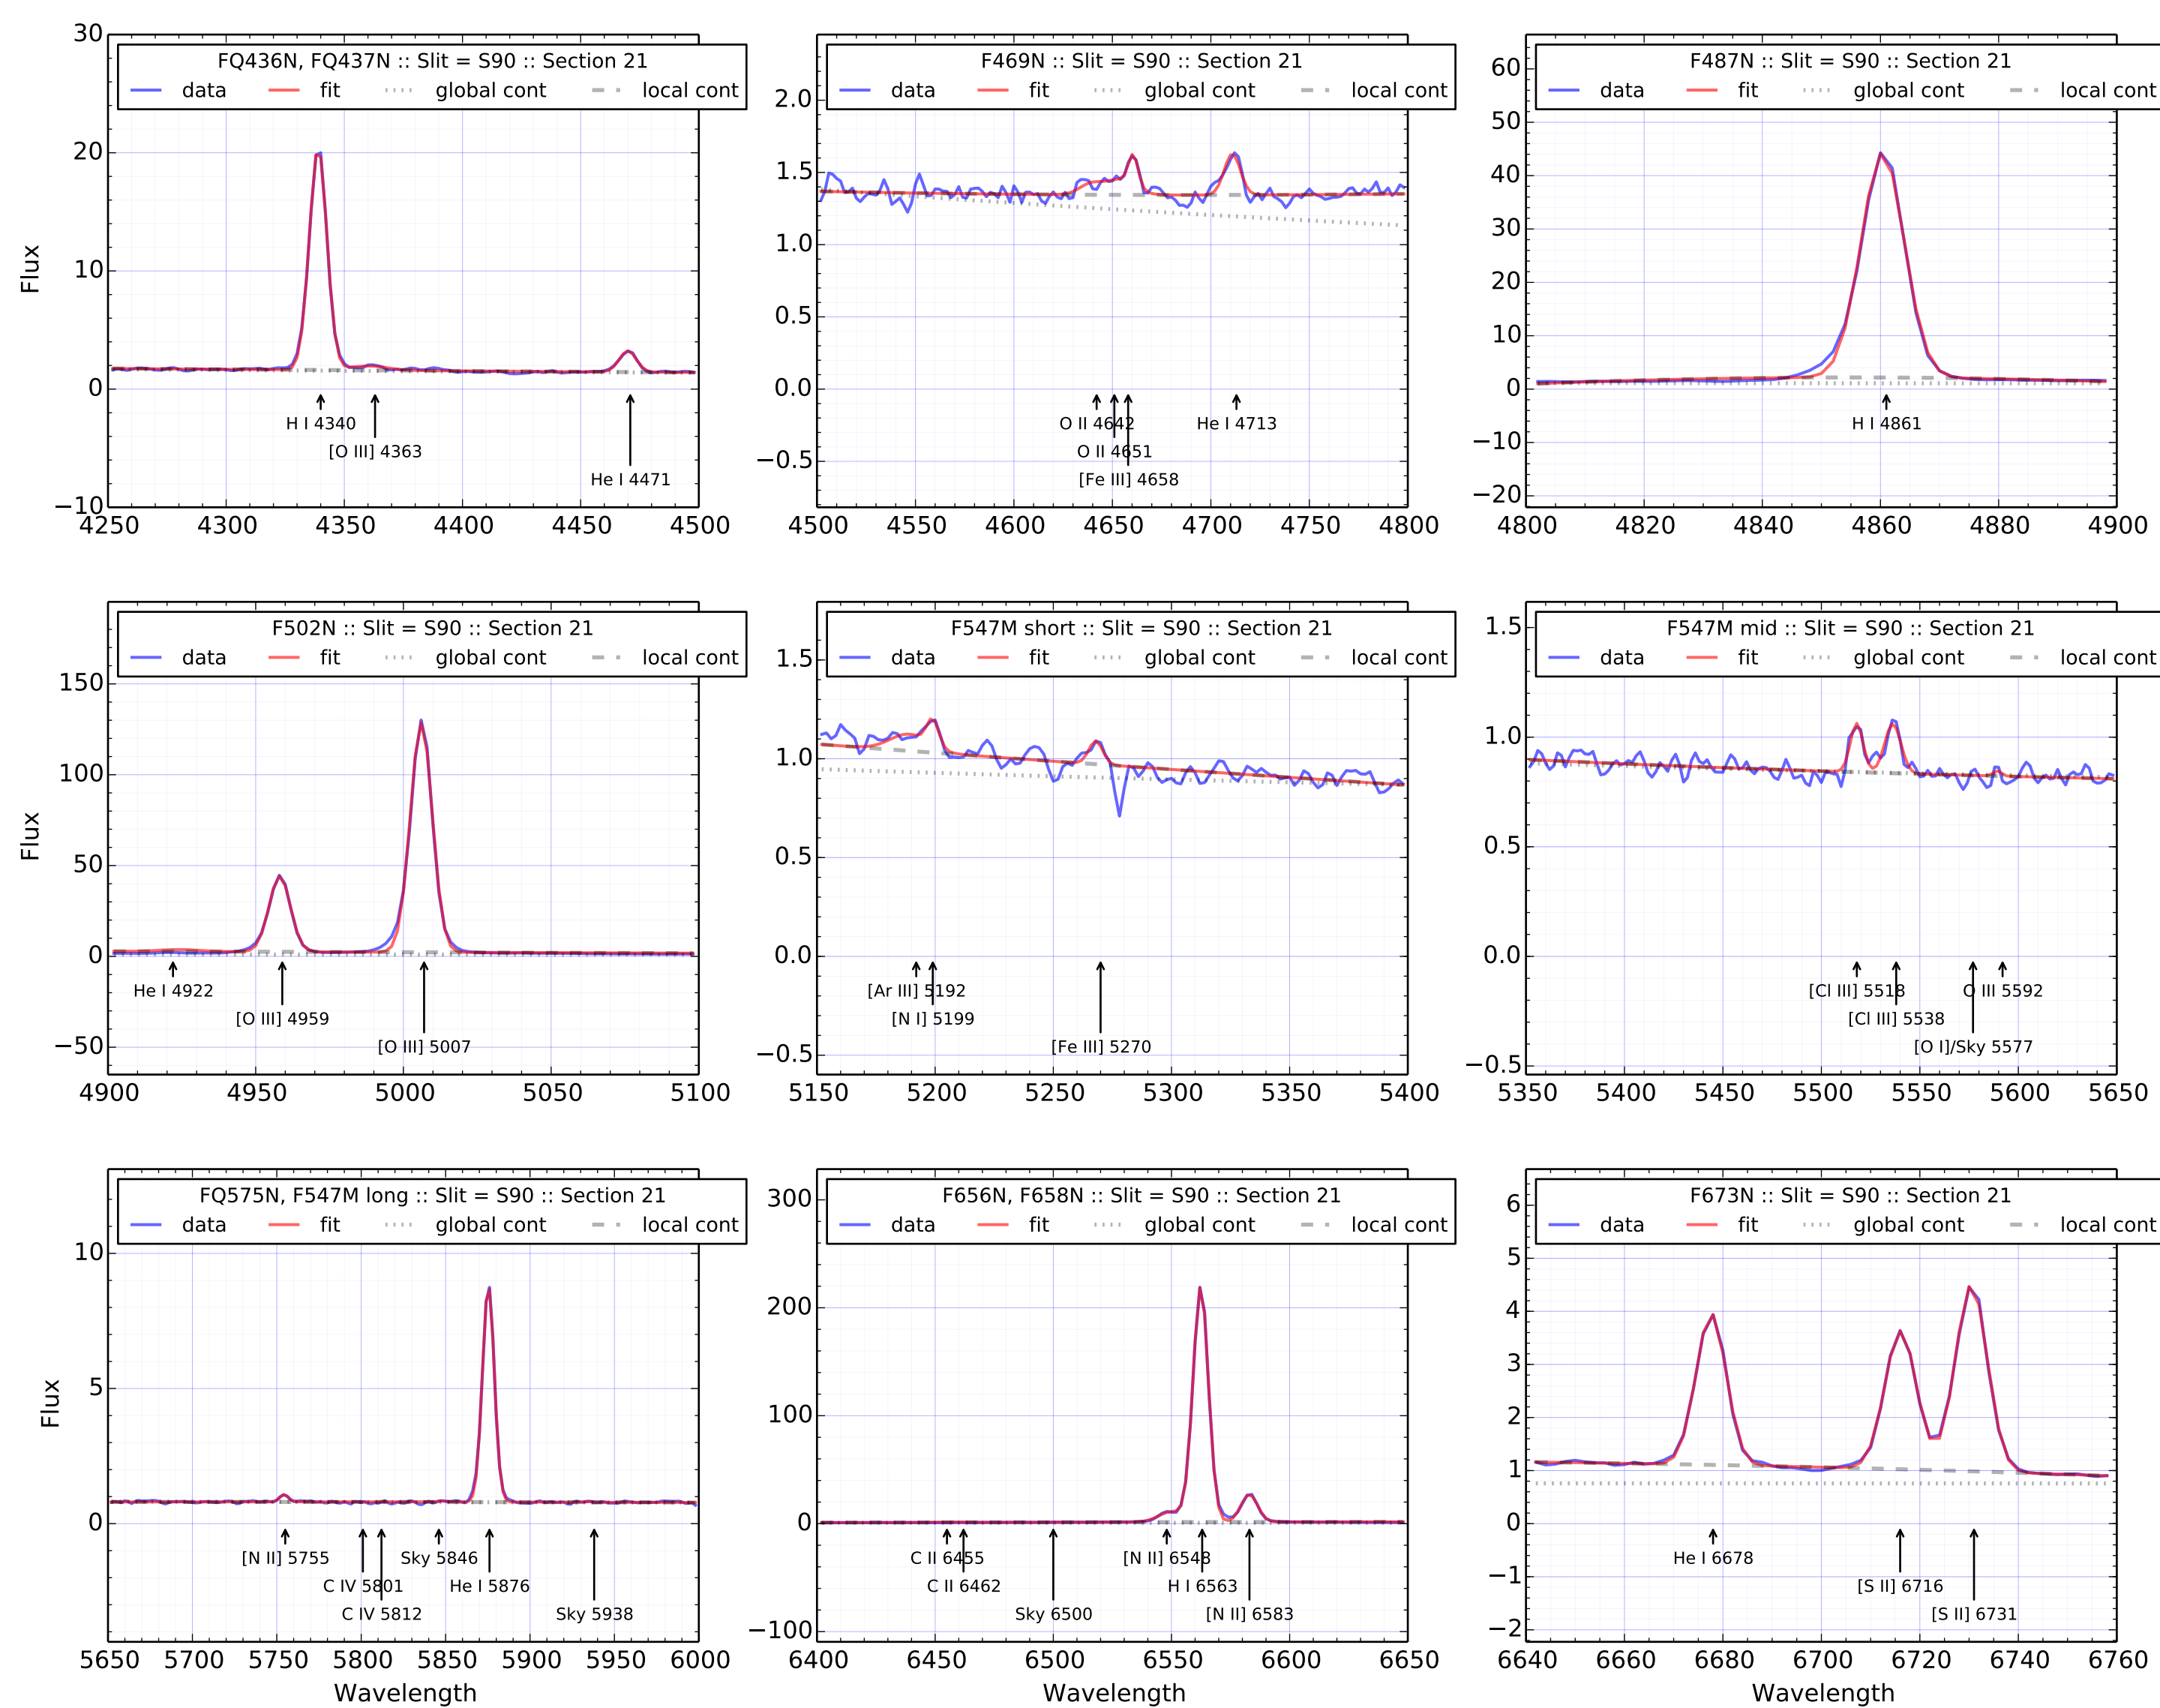 FQ436N, FQ437N :: Slit = S90 :: Section 21
data fit global cont local cont
30
20
10
0
−10
Flux
H I 4340
[O III] 4363
He I 4471
4250 4300 4350 4400 4450 4500
F469N :: Slit = S90 :: Section 21
data fit global cont local cont
2.0
1.5
1.0
0.5
0.0
−0.5
O II 4642 He I 4713
O II 4651
[Fe III] 4658
4500 4550 4600 4650 4700 4750 4800
F487N :: Slit = S90 :: Section 21
data fit global cont local cont
60
50
40
30
20
10
0
−10
−20
H I 4861
4800 4820 4840 4860 4880 4900
F502N :: Slit = S90 :: Section 21
data fit global cont local cont
150
100
50
0
−50
Flux
He I 4922
[O III] 4959
[O III] 5007
4900 4950 5000 5050 5100
F547M short :: Slit = S90 :: Section 21
data fit global cont local cont
1.5
1.0
0.5
0.0
−0.5
[Ar III] 5192
[N I] 5199
[Fe III] 5270
5150 5200 5250 5300 5350 5400
F547M mid :: Slit = S90 :: Section 21
data fit global cont local cont
1.5
1.0
0.5
0.0
−0.5
[Cl III] 5518 O III 5592
[Cl III] 5538
[O I]/Sky 5577
5350 5400 5450 5500 5550 5600 5650
FQ575N, F547M long :: Slit = S90 :: Section 21
data fit global cont local cont
10
5
0
Flux
[N II] 5755 Sky 5846
C IV 5801 He I 5876
C IV 5812 Sky 5938
5650 5700 5750 5800 5850 5900 5950 6000
Wavelength
F656N, F658N :: Slit = S90 :: Section 21
data fit global cont local cont
300
200
100
0
−100
C II 6455 [N II] 6548
C II 6462 H I 6563
Sky 6500 [N II] 6583
6400 6450 6500 6550 6600 6650
Wavelength
F673N :: Slit = S90 :: Section 21
data fit global cont local cont
6
5
4
3
2
1
0
−1
−2
He I 6678
[S II] 6716
[S II] 6731
6640 6660 6680 6700 6720 6740 6760
Wavelength